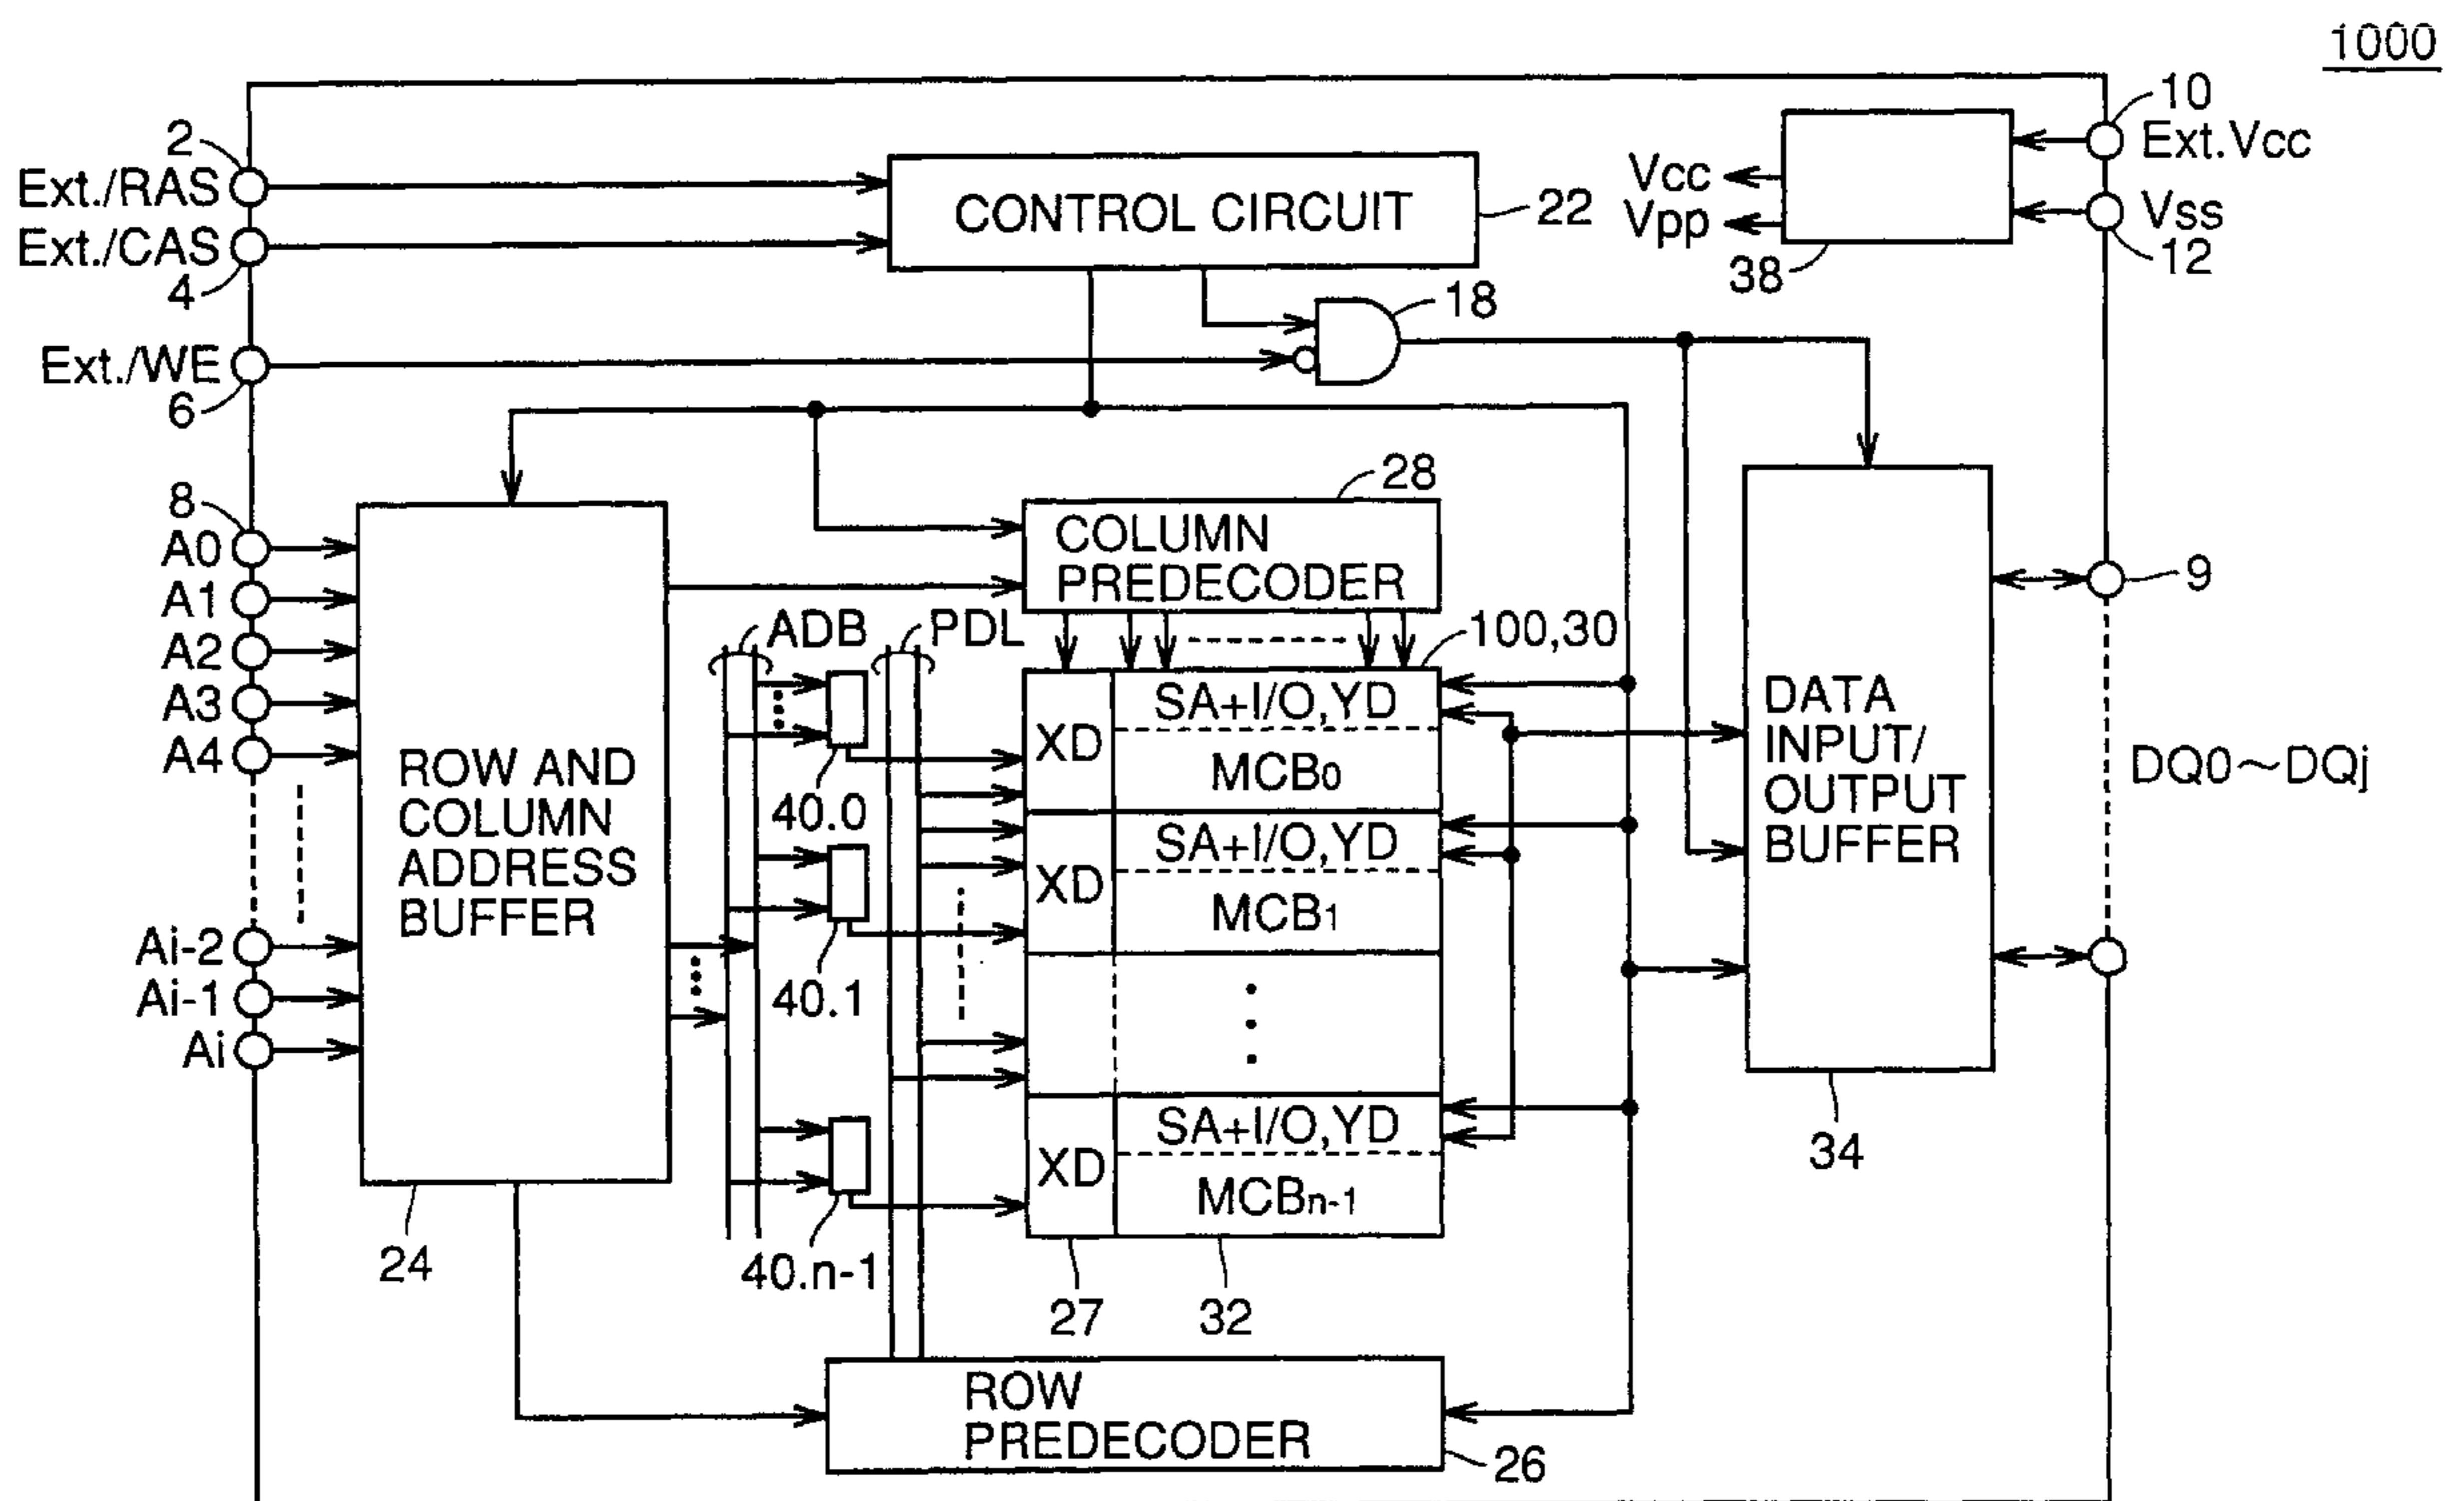 1000
10
2
Ext.Vcc
Ext./RAS
Vcc
CONTROL CIRCUIT
22
Vpp
Vss
Ext./CAS
12
4
38
18
Ext./WE
6
28
8
COLUMN
PREDECODER
A0
9
A1
ADB
PDL
100,30
A2
A3
A4
SA+I/O,YD
XD
MCB0
DATA
INPUT/
OUTPUT
BUFFER
DQ0～DQj
ROW AND
COLUMN
ADDRESS
BUFFER
40.0
SA+I/O,YD
XD
MCB1
Ai-2
Ai-1
Ai
40.1
SA+I/O,YD
XD
MCBn-1
34
24
40.n-1
27
32
ROW
PREDECODER
26